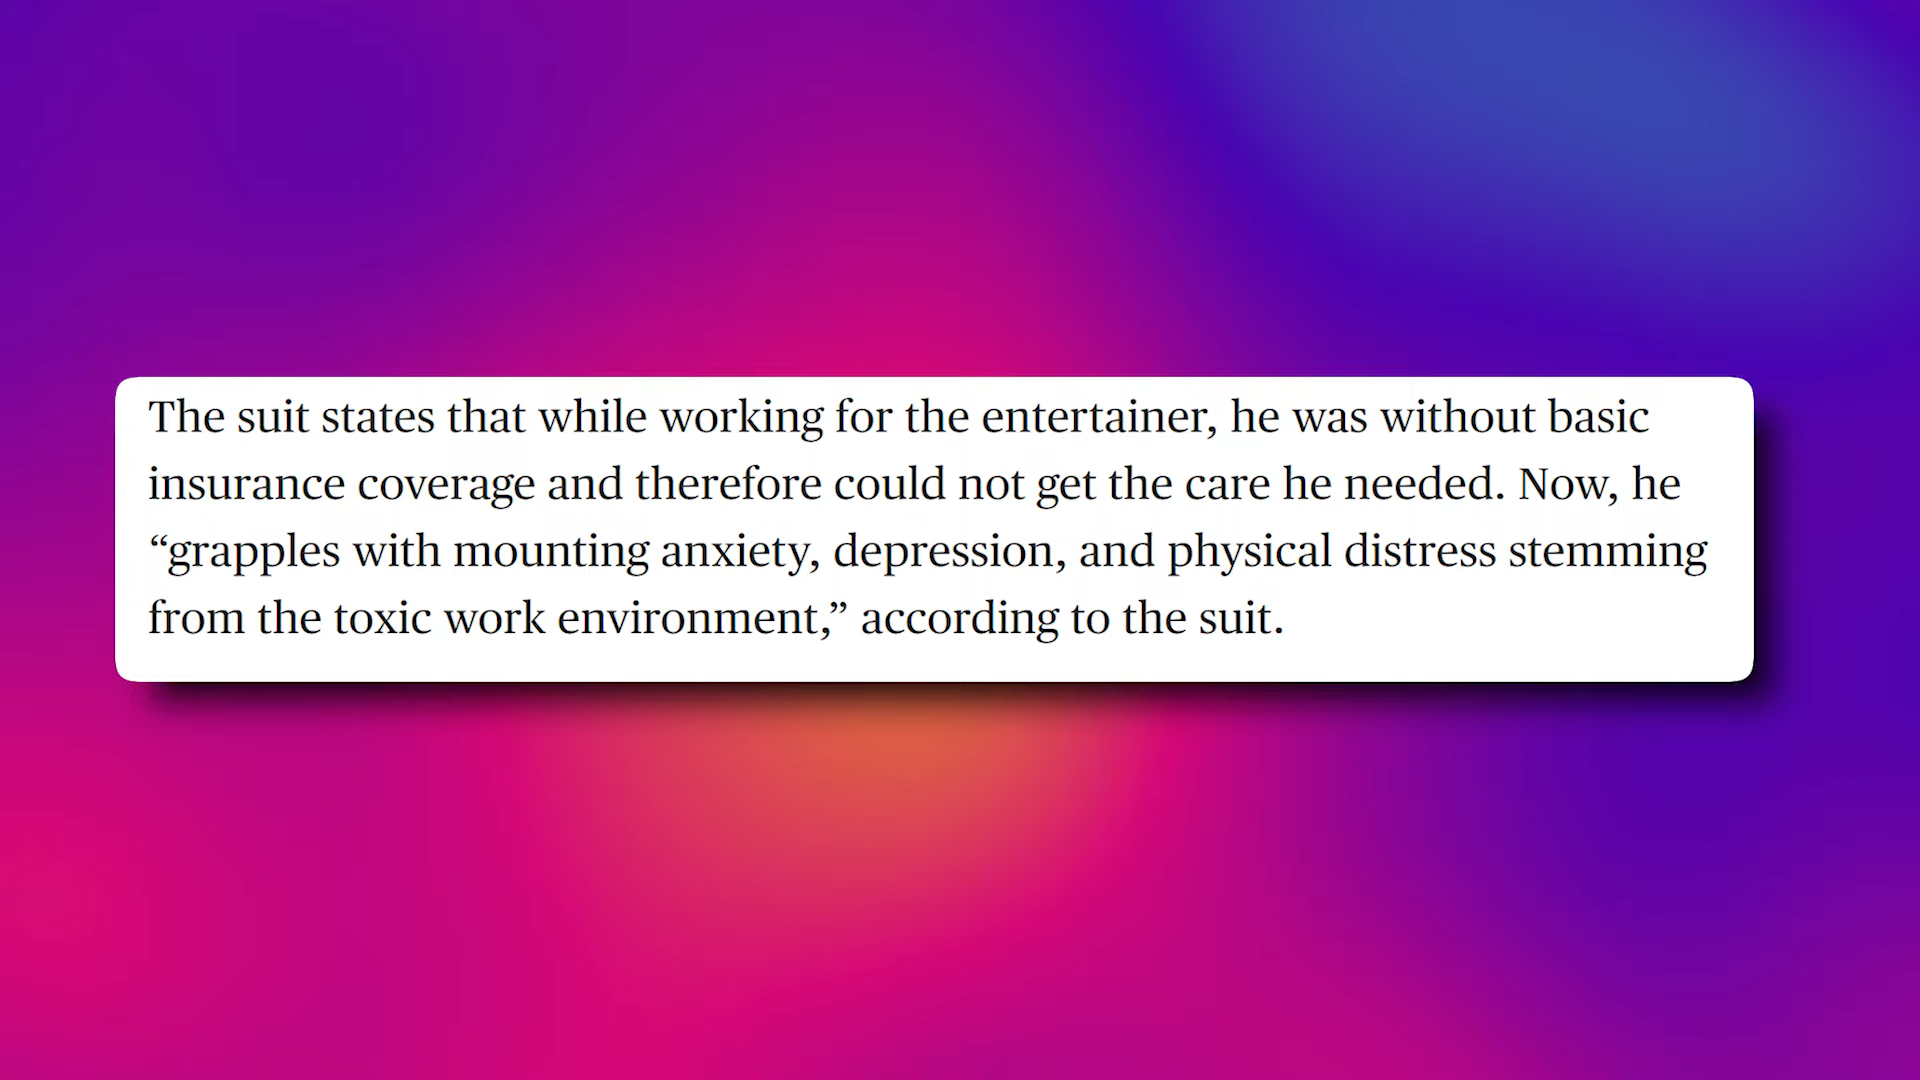 The suit states that while working for the entertainer, he was without basic
insurance coverage and therefore could not get the care he needed. Now, he
“grapples with mounting anxiety, depression, and physical distress stemming
from the toxic work environment,” according to the suit.